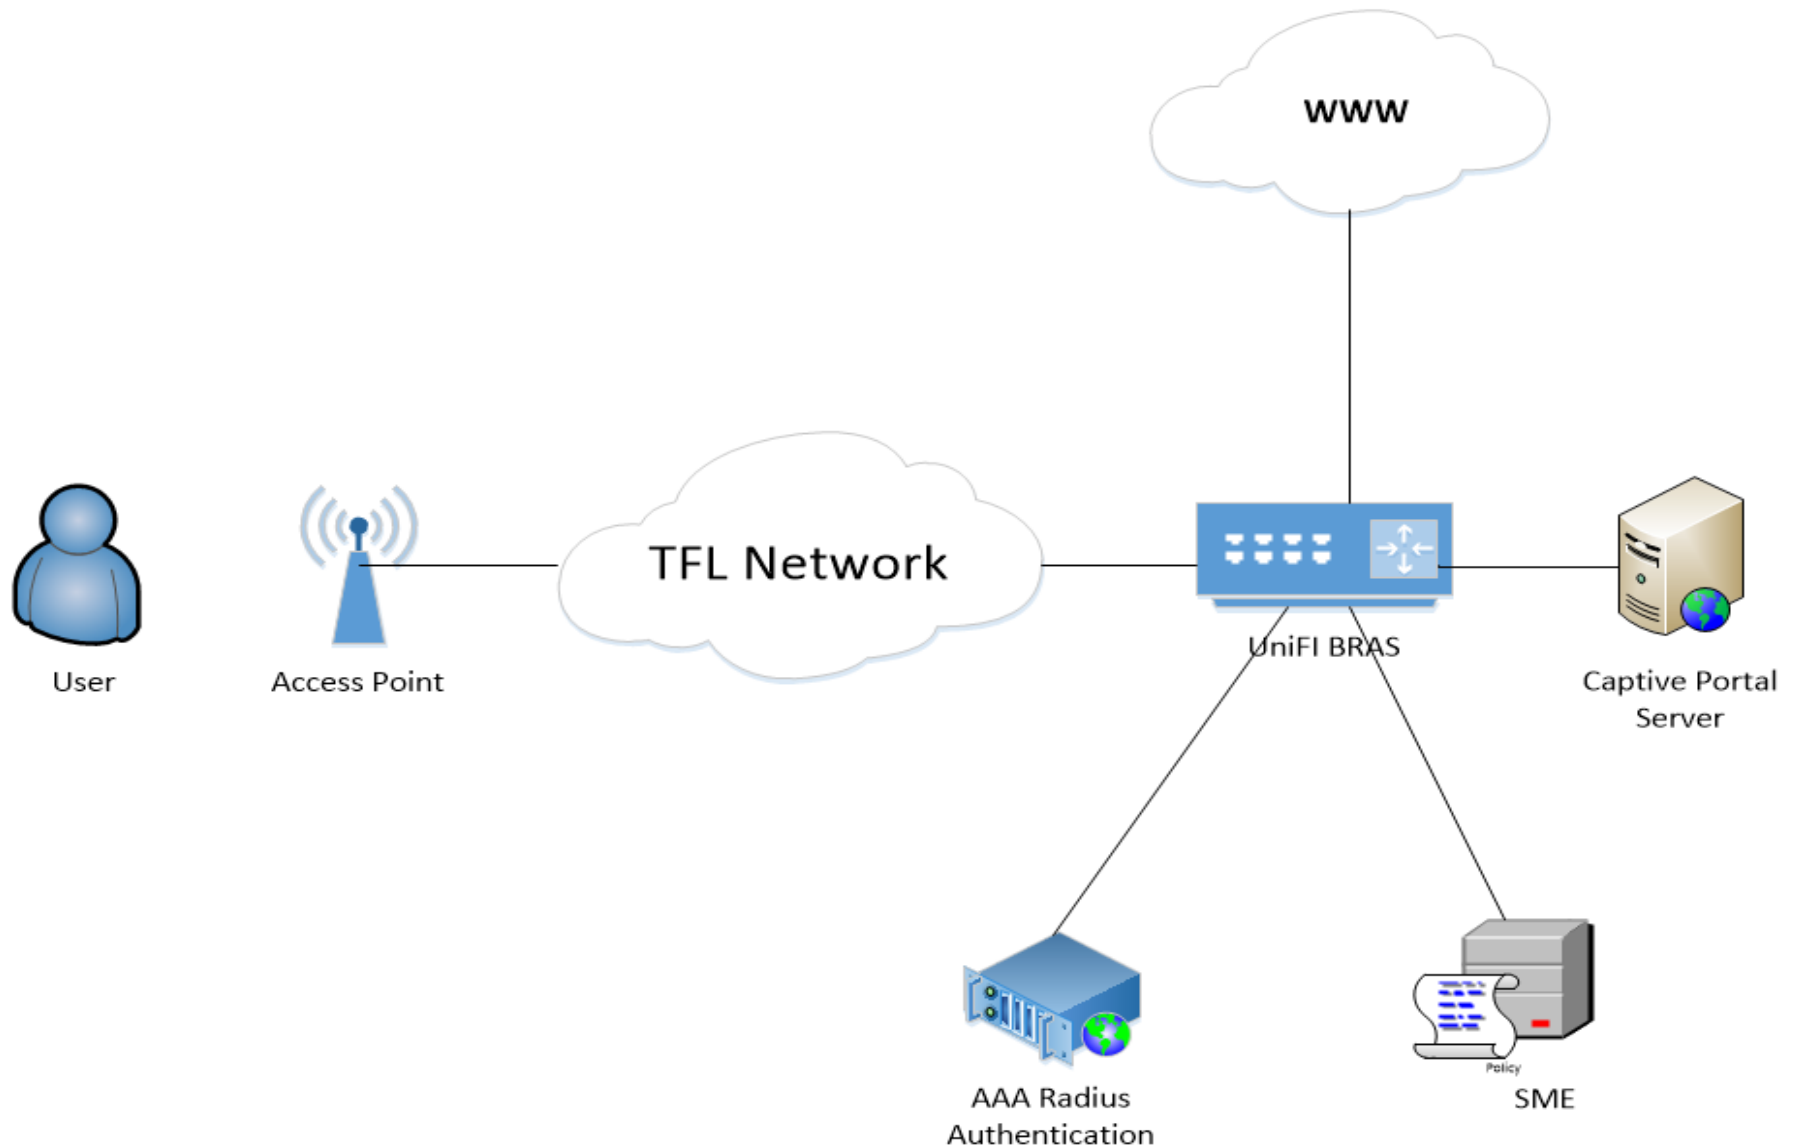 www
TFL Network
UniFI BRAS
User
Access Point
Captive Portal
Server
Policy
AAA Radius
Authentication
SME